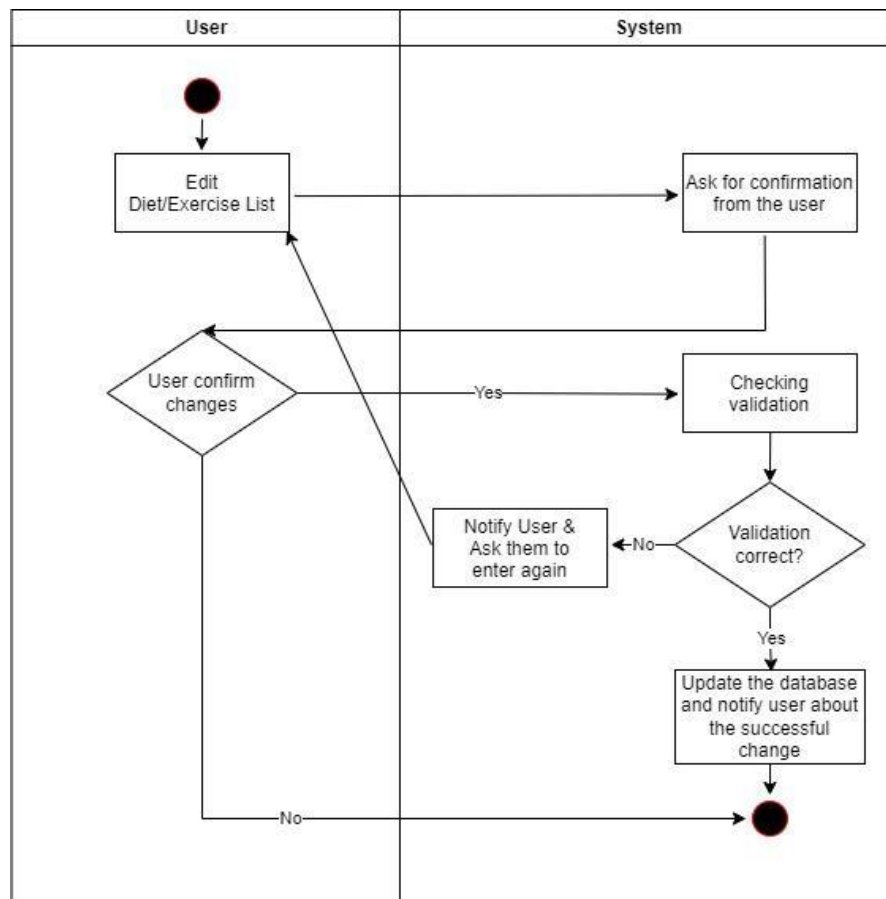 User
System
Edit
Diet/Exercise List
Ask for confirmation
from the user
User confirm
changes
Yes
Checking
validation
Notify User &
Ask them to
enter again
No
Validation
correct?
Yes
Update the database
and notify user about
the successful
change
No